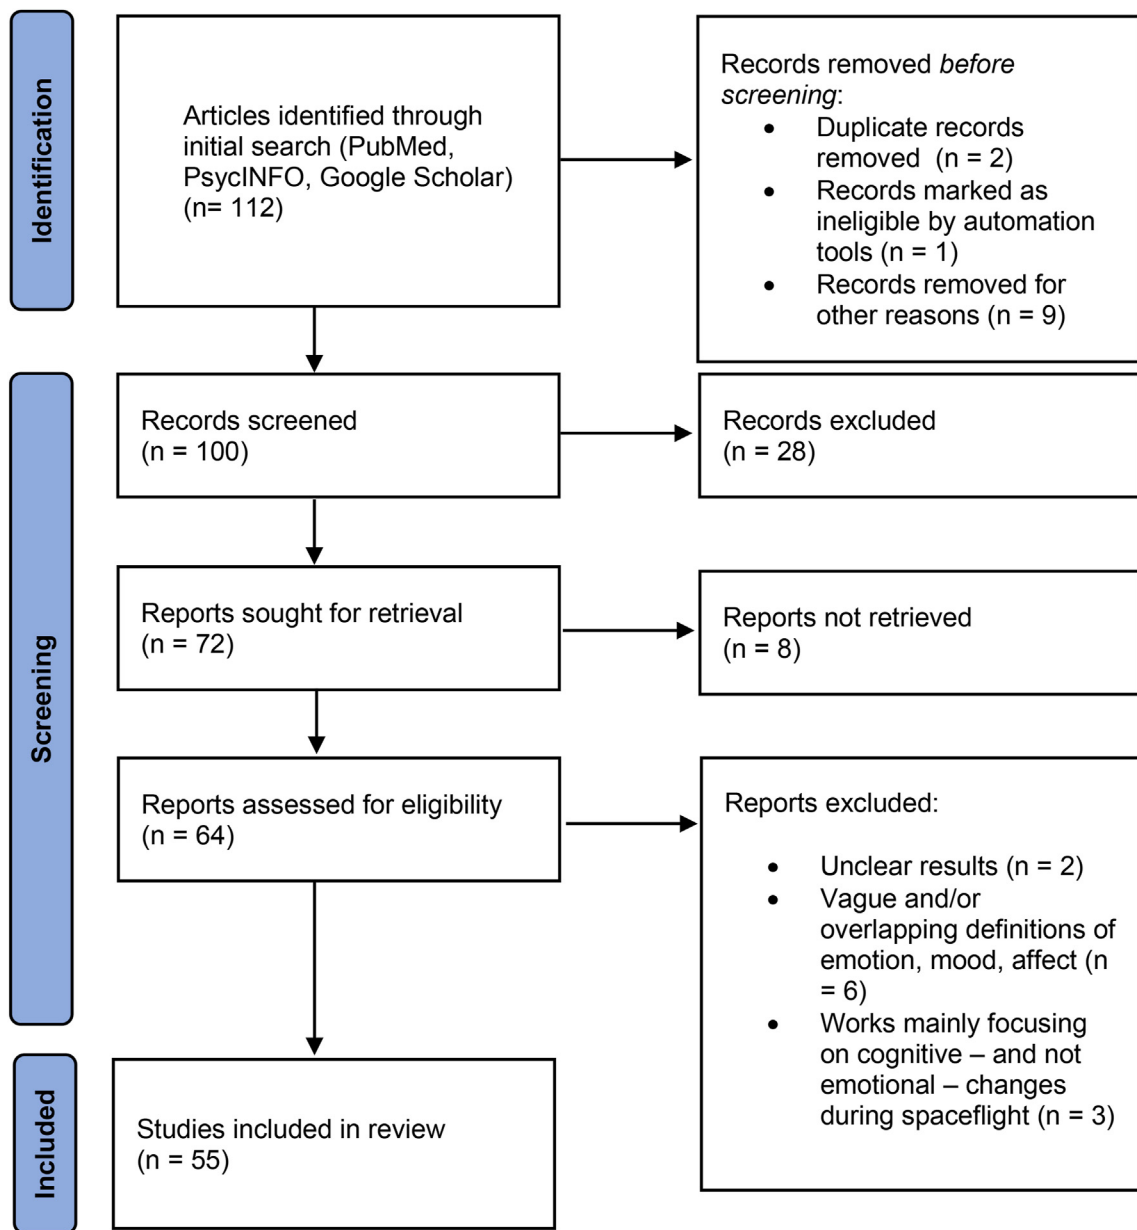 Identification
Articles identified through
initial search (PubMed,
PsycINFO, Google Scholar)
(n= 112)
Records removed before
screening:
• Duplicate records
removed (n = 2)
• Records marked as
ineligible by automation
tools (n = 1)
• Records removed for
other reasons (n = 9)
Screening
Records screened
(n = 100)
Records excluded
(n = 28)
Reports sought for retrieval
(n = 72)
Reports not retrieved
(n = 8)
Reports assessed for eligibility
(n = 64)
Reports excluded:
• Unclear results (n = 2)
• Vague and/or
overlapping definitions of
emotion, mood, affect (n
= 6)
• Works mainly focusing
on cognitive – and not
emotional – changes
during spaceflight (n = 3)
Included
Studies included in review
(n = 55)